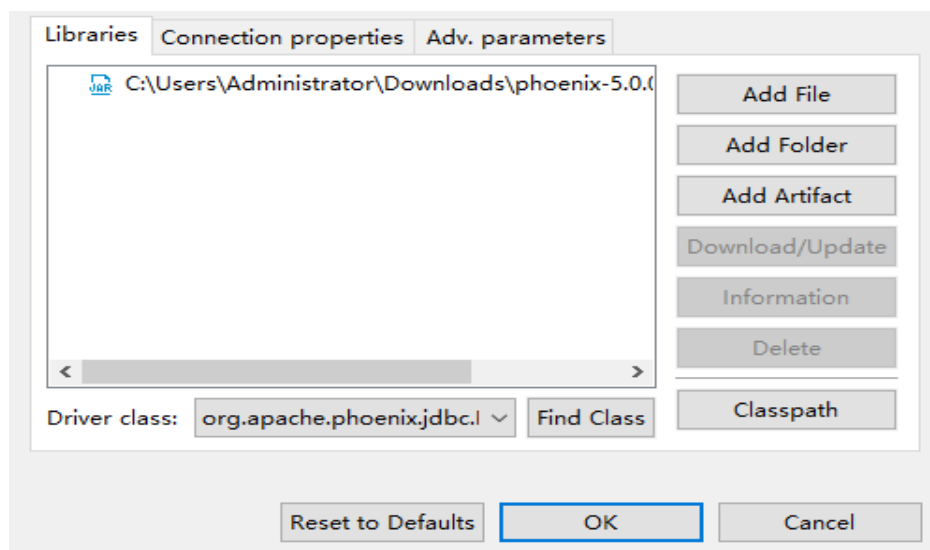 Libraries Connection properties Adv. parameters
JAR C:\Users\Administrator\Downloads\phoenix-5.0.(
Add File
Add Folder
Add Artifact
Download/Update
Information
Delete
Classpath
Driver class: org.apache.phoenix.jdbc.I Find Class
Reset to Defaults OK Cancel